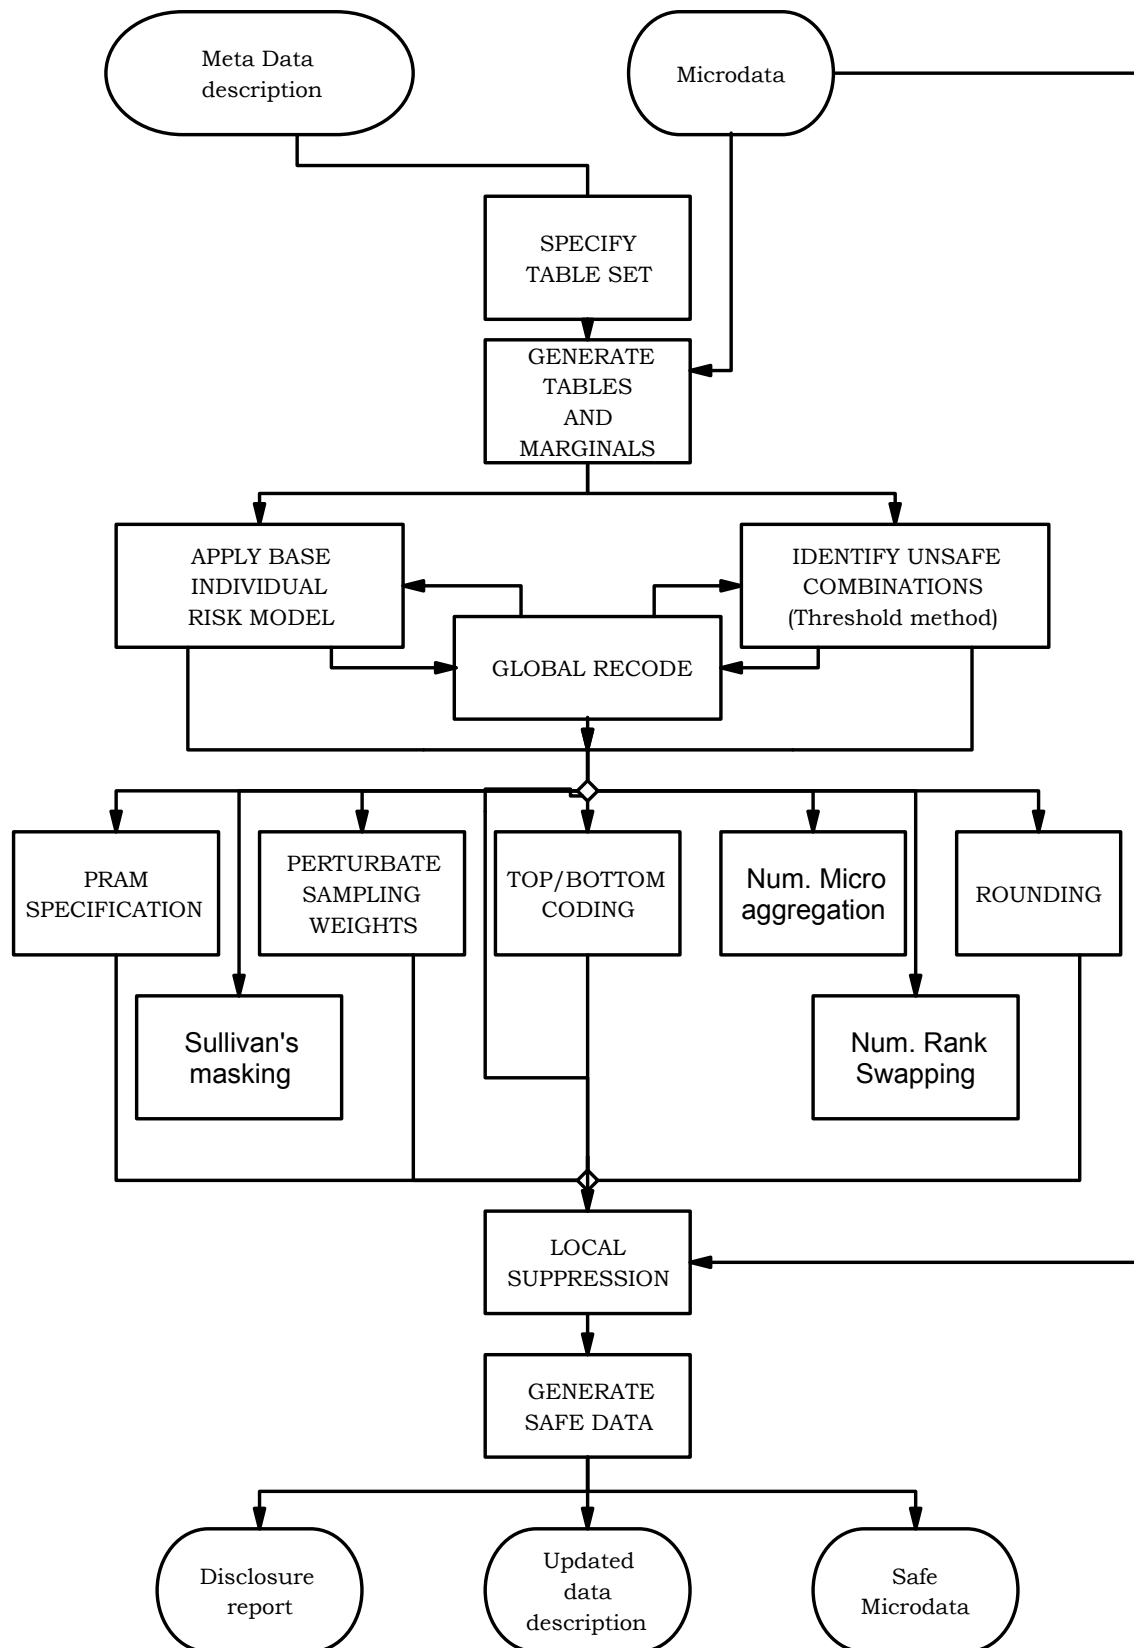 Meta Data
description
Microdata
SPECIFY
TABLE SET
GENERATE
TABLES
AND
MARGINALS
APPLY BASE
INDIVIDUAL
RISK MODEL
IDENTIFY UNSAFE
COMBINATIONS
(Threshold method)
GLOBAL RECODE
PRAM
SPECIFICATION
PERTURBATE
SAMPLING
WEIGHTS
TOP/BOTTOM
CODING
Num. Micro
aggregation
ROUNDING
Sullivan's
masking
Num. Rank
Swapping
LOCAL
SUPPRESSION
GENERATE
SAFE DATA
Disclosure
report
Updated
data
description
Safe
Microdata